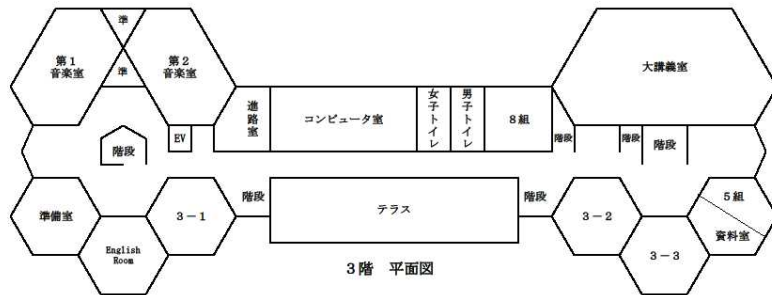 準
第1
音楽室
第2
音楽室
準
大講義室
進
路
室
コンピュータ室
女子トイレ
男子トイレ
8組
EV
階段
階段
階段
階段
準備室
3－1
階段
テラス
階段
3－2
5組
資料室
English
Room
3－3
3階 平面図